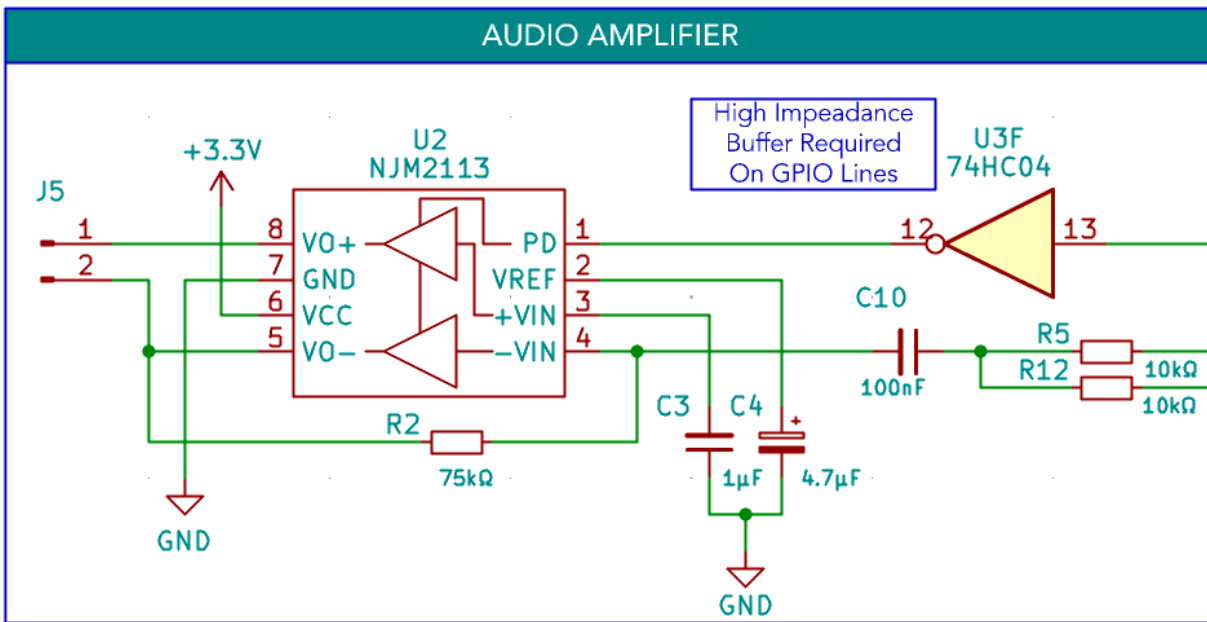 AUDIO AMPLIFIER
High Impeadance
Buffer Required
On GPIO Lines
U2
NJM2113
U3F
74HC04
+3.3V
J5
1
2
8
VO+
PD
1
7
GND
VREF
2
6
VCC
+VIN
3
5
VO-
-VIN
4
12
13
C10
100nF
R5
10kΩ
R12
10kΩ
R2
75kΩ
C3
1µF
C4
+
4.7µF
GND
GND